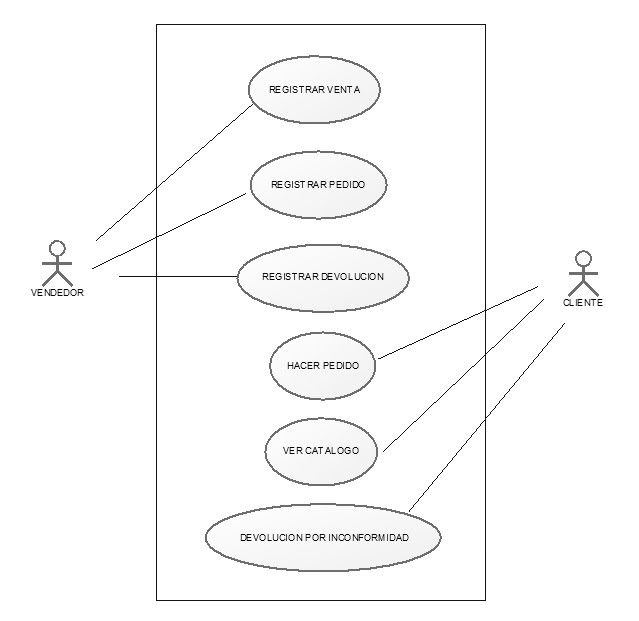 REGISTRAR VENTA
REGISTRAR PEDIDO
REGISTRAR DEVOLUCION
VENDEDOR
CLIENTE
HACER PEDIDO
VER CATALOGO
DEVOLUCION POR INCONFORMIDAD